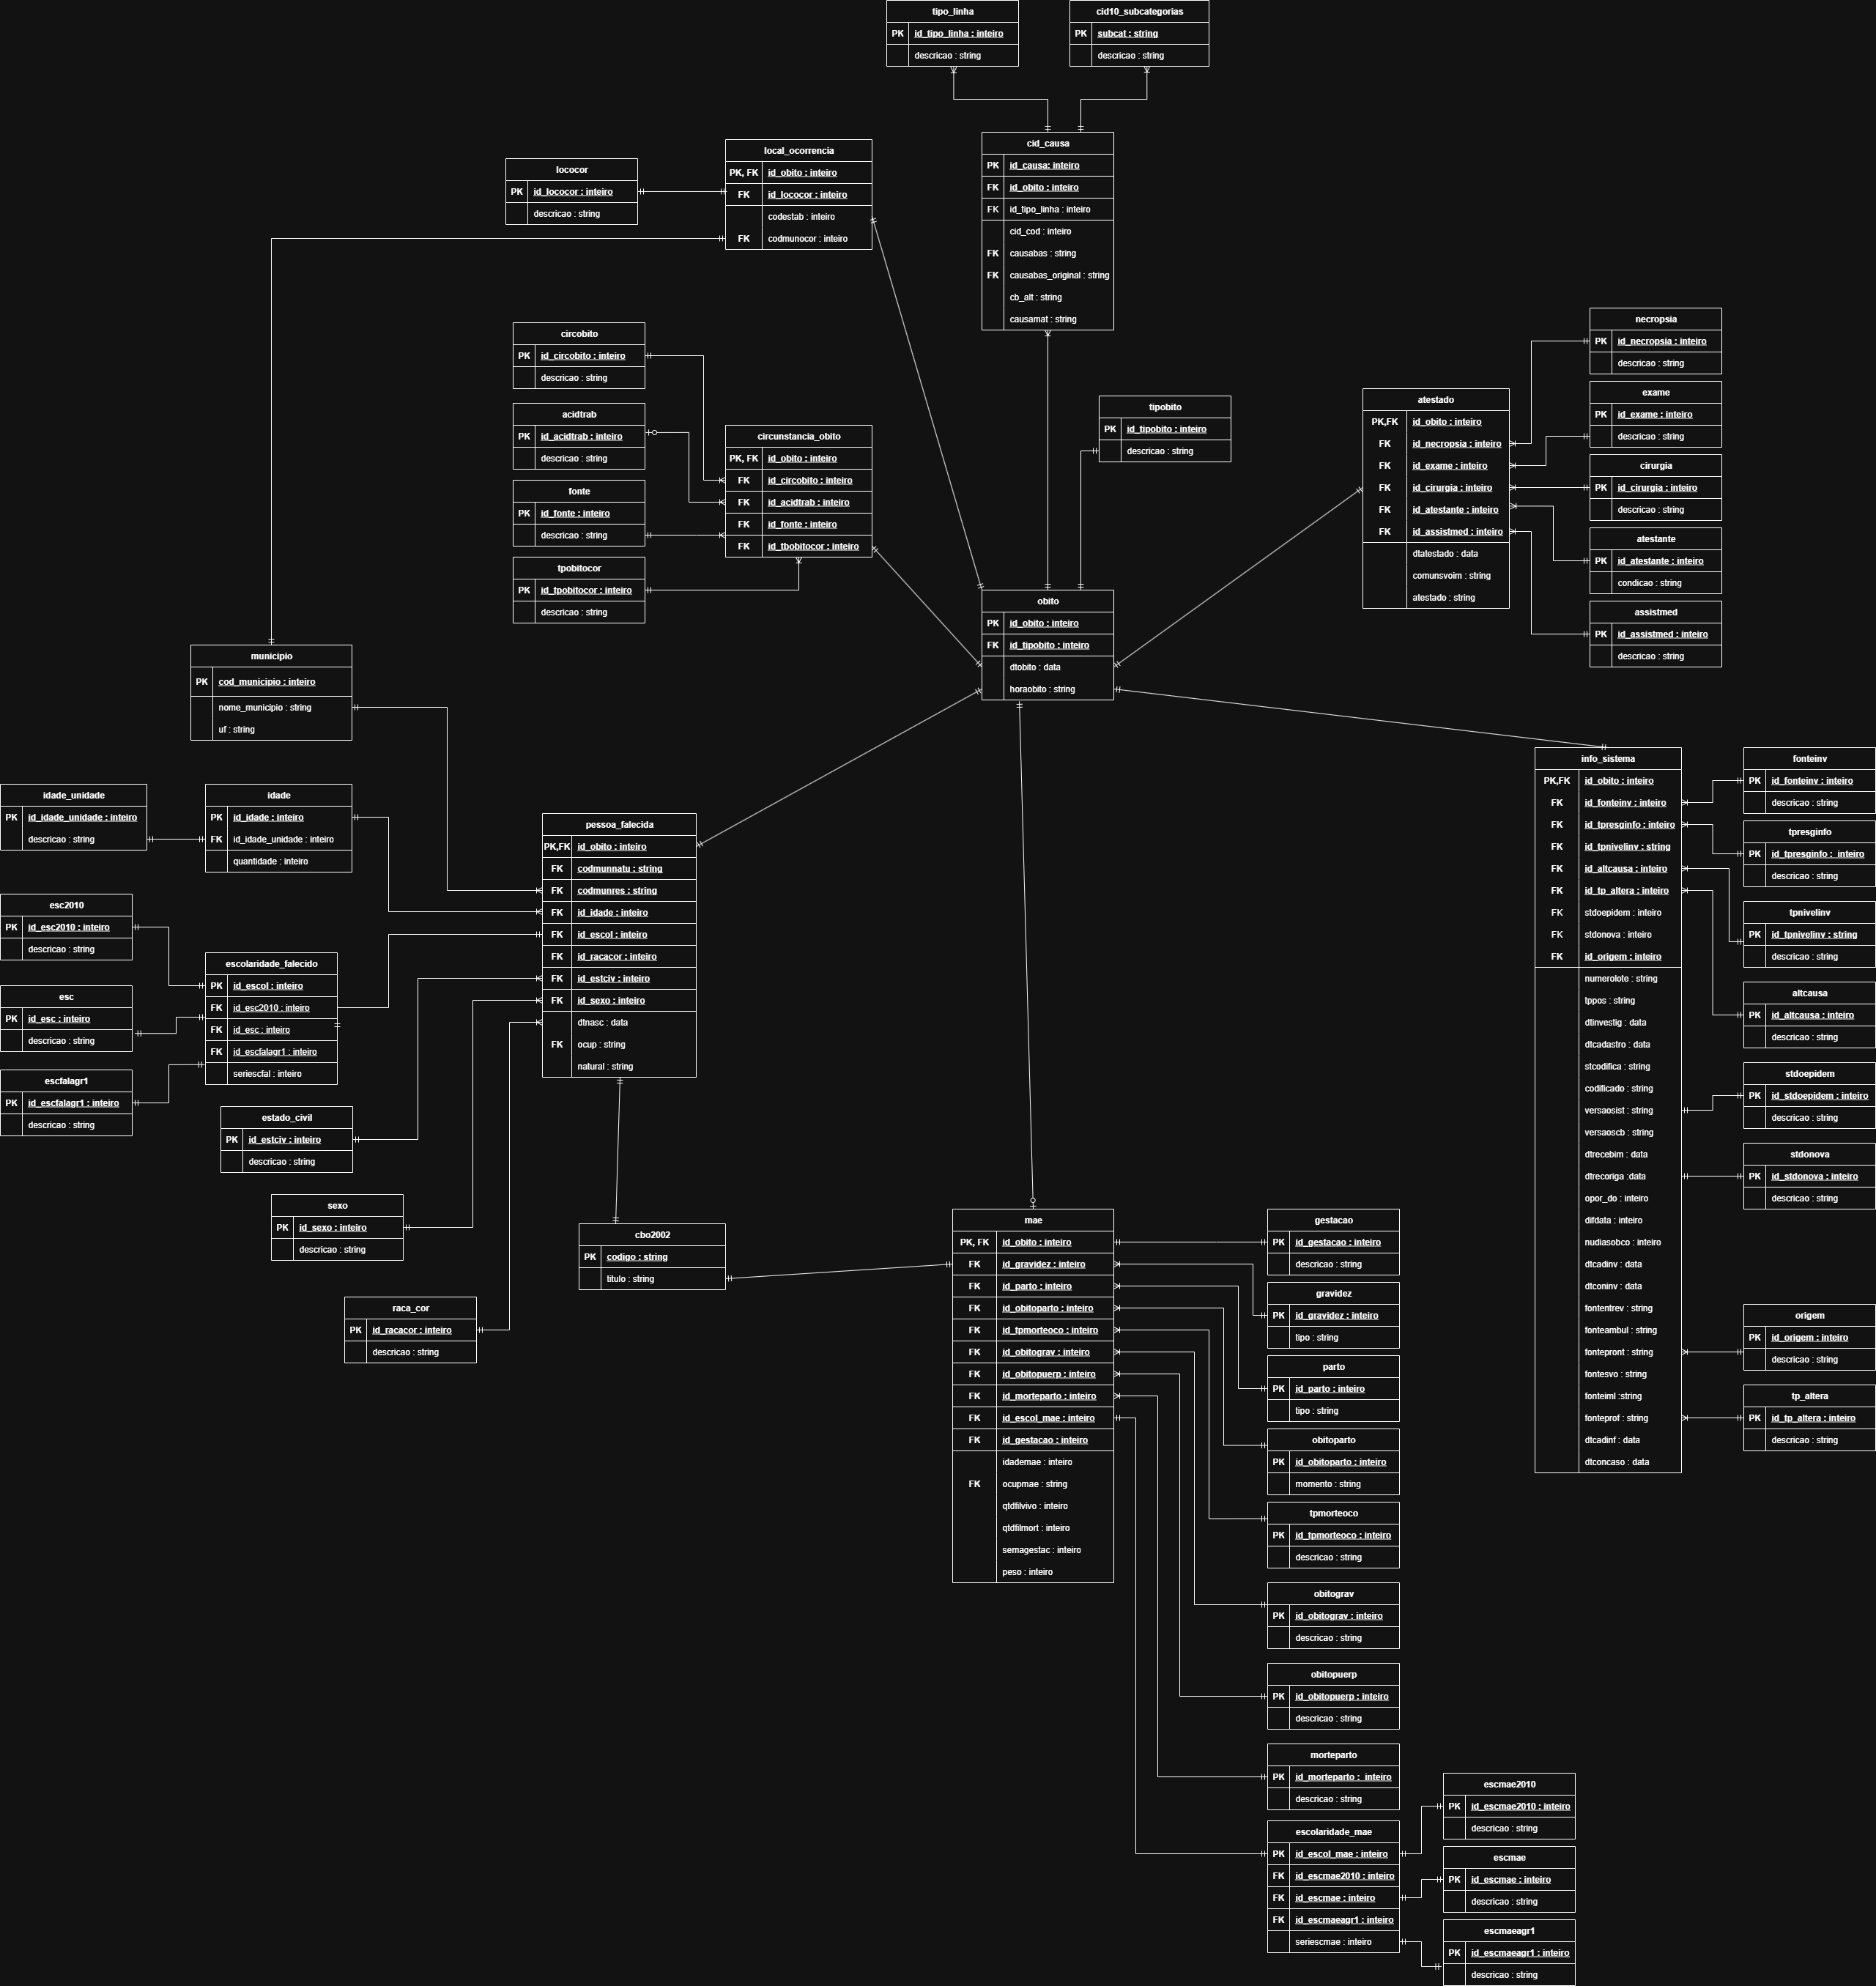 tipo_linha
PK id_tipo_linha : inteiro
descricao : string
cid10_subcategorias
PK subcat : string
descricao : string
cid_causa
PK id_causa: inteiro
FK id_obito : inteiro
FK id_tipo_linha : inteiro
cid_cod : inteiro
FK causabas : string
FK causabas_original : string
cb_alt : string
causamat : string
local_ocorrencia
PK, FK id_obito : inteiro
FK id_lococor : inteiro
codestab : inteiro
FK codmunocor : inteiro
lococor
PK id_lococor : inteiro
descricao : string
circobito
PK id_circobito : inteiro
descricao : string
acidtrab
PK id_acidtrab : inteiro
descricao : string
fonte
PK id_fonte : inteiro
descricao : string
tpobitocor
PK id_tpobitocor : inteiro
descricao : string
circunstancia_obito
PK, FK id_obito : inteiro
FK id_circobito : inteiro
FK id_acidtrab : inteiro
FK id_fonte : inteiro
FK id_tbobitocor : inteiro
tipobito
PK id_tipobito : inteiro
descricao : string
atestado
PK,FK id_obito : inteiro
FK id_necropsia : inteiro
FK id_exame : inteiro
FK id_cirurgia : inteiro
FK id_atestante : inteiro
FK id_assistmed : inteiro
dtatestado : data
comunsvoim : string
atestado : string
necropsia
PK id_necropsia : inteiro
descricao : string
exame
PK id_exame : inteiro
descricao : string
cirurgia
PK id_cirurgia : inteiro
descricao : string
atestante
PK id_atestante : inteiro
condicao : string
assistmed
PK id_assistmed : inteiro
descricao : string
obito
PK id_obito : inteiro
FK id_tipobito : inteiro
dtobito : data
horaobito : string
municipio
PK cod_municipio : inteiro
nome_municipio : string
uf : string
idade_unidade
PK id_idade_unidade : inteiro
descricao : string
idade
PK id_idade : inteiro
FK id_idade_unidade : inteiro
quantidade : inteiro
pessoa_falecida
PK,FK id_obito : inteiro
FK codmunnatu : string
FK codmunres : string
FK id_idade : inteiro
FK id_escol : inteiro
FK id_racacor : inteiro
FK id_estciv : inteiro
FK id_sexo : inteiro
dtnasc : data
FK ocup : string
natural : string
esc2010
PK id_esc2010 : inteiro
descricao : string
esc
PK id_esc : inteiro
descricao : string
escfalagr1
PK id_escfalagr1 : inteiro
descricao : string
escolaridade_falecido
PK id_escol : inteiro
FK id_esc2010 : inteiro
FK id_esc : inteiro
FK id_escfalagr1 : inteiro
seriescfal : inteiro
estado_civil
PK id_estciv : inteiro
descricao : string
sexo
PK id_sexo : inteiro
descricao : string
raca_cor
PK id_racacor : inteiro
descricao : string
cbo2002
PK codigo : string
titulo : string
info_sistema
PK,FK id_obito : inteiro
FK id_fonteinv : inteiro
FK id_tpresginfo : inteiro
FK id_tpnivelinv : string
FK id_altcausa : inteiro
FK id_tp_altera : inteiro
FK stdoepidem : inteiro
FK stdonova : inteiro
FK id_origem : inteiro
numerolote : string
tppos : string
dtinvestig : data
dtcadastro : data
stcodifica : string
codificado : string
versaosist : string
versaoscb : string
dtrecebim : data
dtrecoriga :data
opor_do : inteiro
difdata : inteiro
nudiasobco : inteiro
dtcadinv : data
dtconinv : data
fontentrev : string
fonteambul : string
fontepront : string
fontesvo : string
fonteiml :string
fonteprof : string
dtcadinf : data
dtconcaso : data
fonteinv
PK id_fonteinv : inteiro
descricao : string
tpresginfo
PK id_tpresginfo : inteiro
descricao : string
tpnivelinv
PK id_tpnivelinv : string
descricao : string
altcausa
PK id_altcausa : inteiro
descricao : string
stdoepidem
PK id_stdoepidem : inteiro
descricao : string
stdonova
PK id_stdonova : inteiro
descricao : string
origem
PK id_origem : inteiro
descricao : string
tp_altera
PK id_tp_altera : inteiro
descricao : string
mae
PK, FK id_obito : inteiro
FK id_gravidez : inteiro
FK id_parto : inteiro
FK id_obitoparto : inteiro
FK id_tpmorteoco : inteiro
FK id_obitograv : inteiro
FK id_obitopuerp : inteiro
FK id_morteparto : inteiro
FK id_escol_mae : inteiro
FK id_gestacao : inteiro
idademae : inteiro
FK ocupmae : string
qtdfilvivo : inteiro
qtdfilmort : inteiro
semagestac : inteiro
peso : inteiro
gestacao
PK id_gestacao : inteiro
descricao : string
gravidez
PK id_gravidez : inteiro
tipo : string
parto
PK id_parto : inteiro
tipo : string
obitoparto
PK id_obitoparto : inteiro
momento : string
tpmorteoco
PK id_tpmorteoco : inteiro
descricao : string
obitograv
PK id_obitograv : inteiro
descricao : string
obitopuerp
PK id_obitopuerp : inteiro
descricao : string
morteparto
PK id_morteparto : inteiro
descricao : string
escolaridade_mae
PK id_escol_mae : inteiro
FK id_escmae2010 : inteiro
FK id_escmae : inteiro
FK id_escmaeagr1 : inteiro
seriescmae : inteiro
escmae2010
PK id_escmae2010 : inteiro
descricao : string
escmae
PK id_escmae : inteiro
descricao : string
escmaeagr1
PK id_escmaeagr1 : inteiro
descricao : string